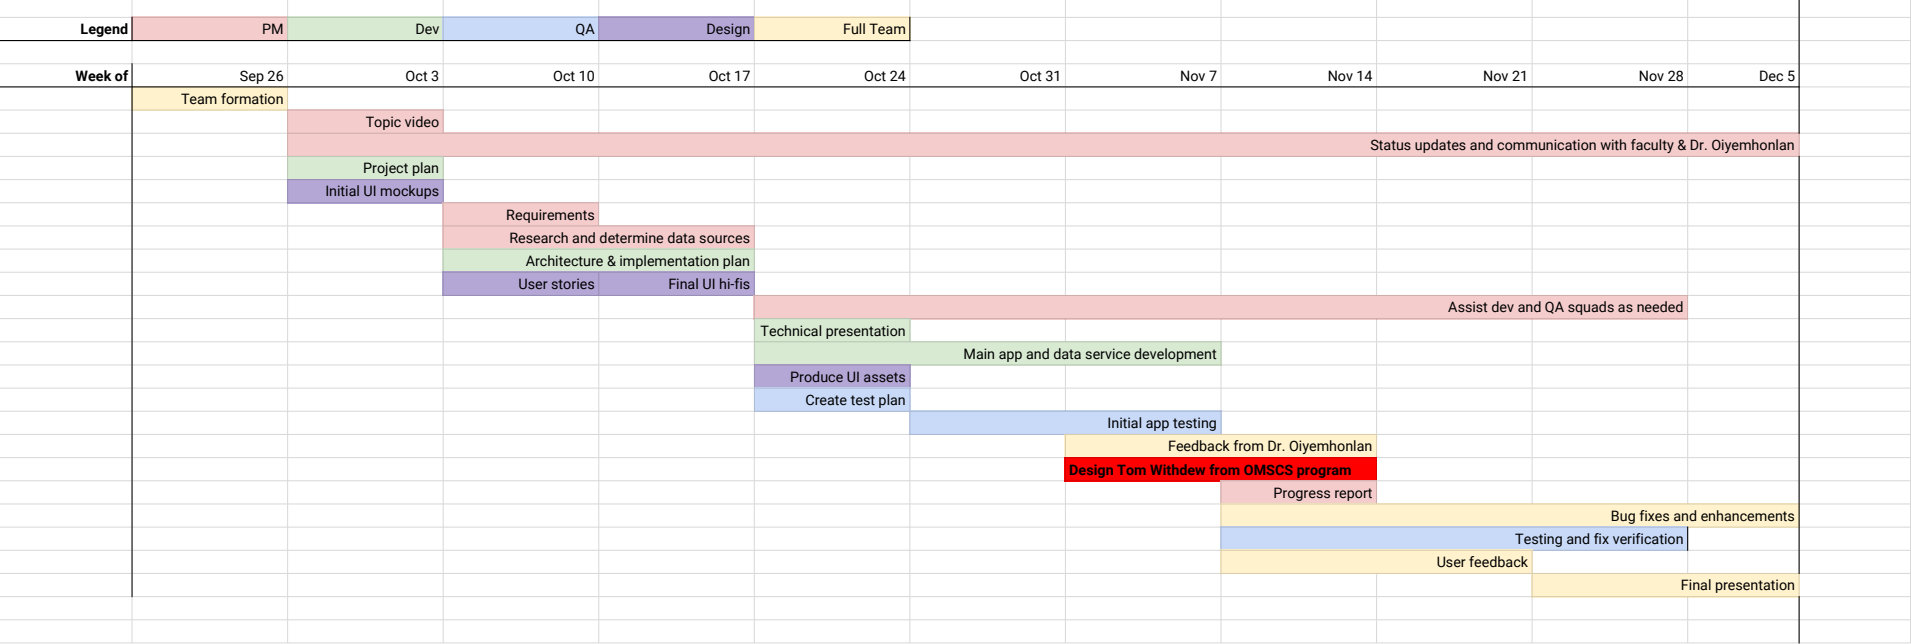 Legend PM Dev QA Design Full Team
Week of Sep 26 Oct 3 Oct 10 Oct 17 Oct 24 Oct 31 Nov 7 Nov 14 Nov 21 Nov 28 Dec 5
Team formation
Topic video
Status updates and communication with faculty & Dr. Oiyemhonlan
Project plan
Initial UI mockups
Requirements
Research and determine data sources
Architecture & implementation plan
User stories Final UI hi-fis
Assist dev and QA squads as needed
Technical presentation
Main app and data service development
Produce UI assets
Create test plan
Initial app testing
Feedback from Dr. Oiyemhonlan
Design Tom Withdew from OMSCS program
Progress report
Bug fixes and enhancements
Testing and fix verification
User feedback
Final presentation